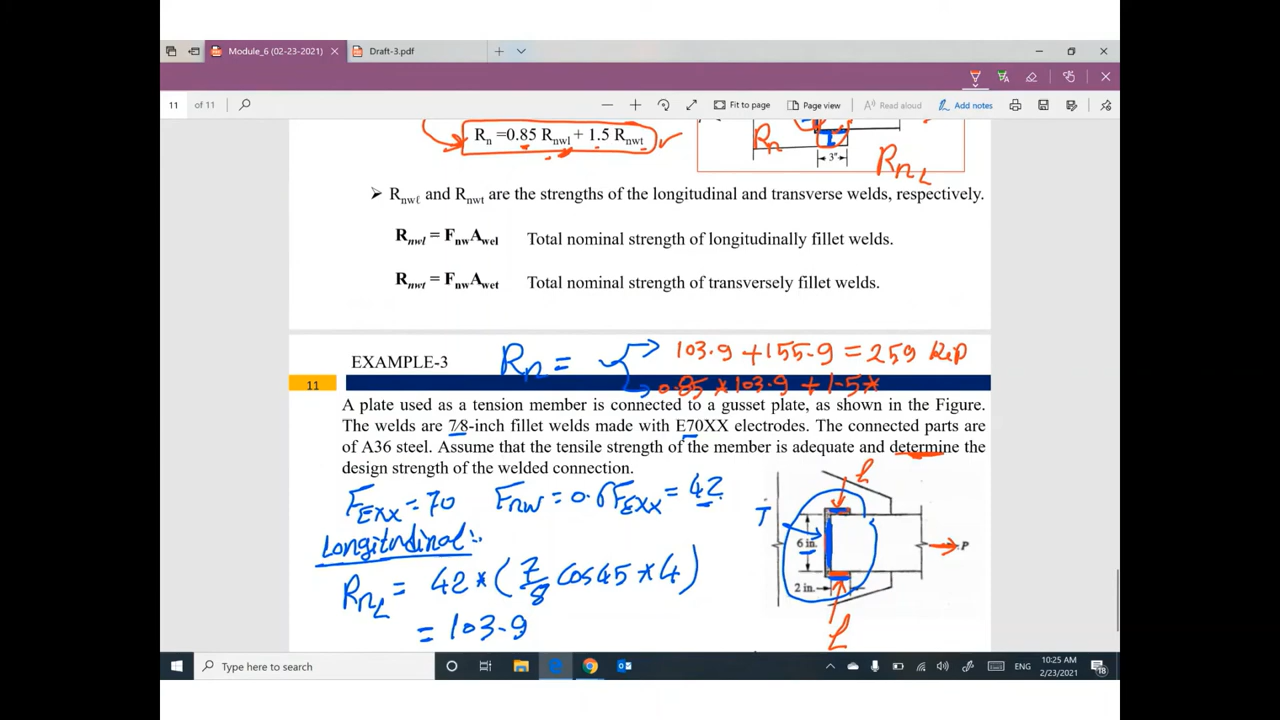 Module_6 (02-23-2021)
Draft-3.pdf
11 of 11
Fit to page
Page view
Read aloud
Add notes
Rn =0.85 Rnwl + 1.5 Rnwt
Rn
3"
RnL
➢ Rnwℓ and Rnwt are the strengths of the longitudinal and transverse welds, respectively.
Rnwl = FnwAwel Total nominal strength of longitudinally fillet welds.
Rnwt = FnwAwet Total nominal strength of transversely fillet welds.
EXAMPLE-3
Rn =
103.9 + 155.9 = 259 kip
0.85 * 103.9 + 1.5 *
11
A plate used as a tension member is connected to a gusset plate, as shown in the Figure.
The welds are 7⁄8-inch fillet welds made with E70XX electrodes. The connected parts are
of A36 steel. Assume that the tensile strength of the member is adequate and determine the
design strength of the welded connection.
FEXX = 70 Fnw = 0.6 FEXX = 42
Longitudinal:
RnL = 42 * (7/8 cos45 * 4)
= 103.9
L
T
6 in.
P
2 in.
L
Type here to search
ENG
10:25 AM
2/23/2021
18